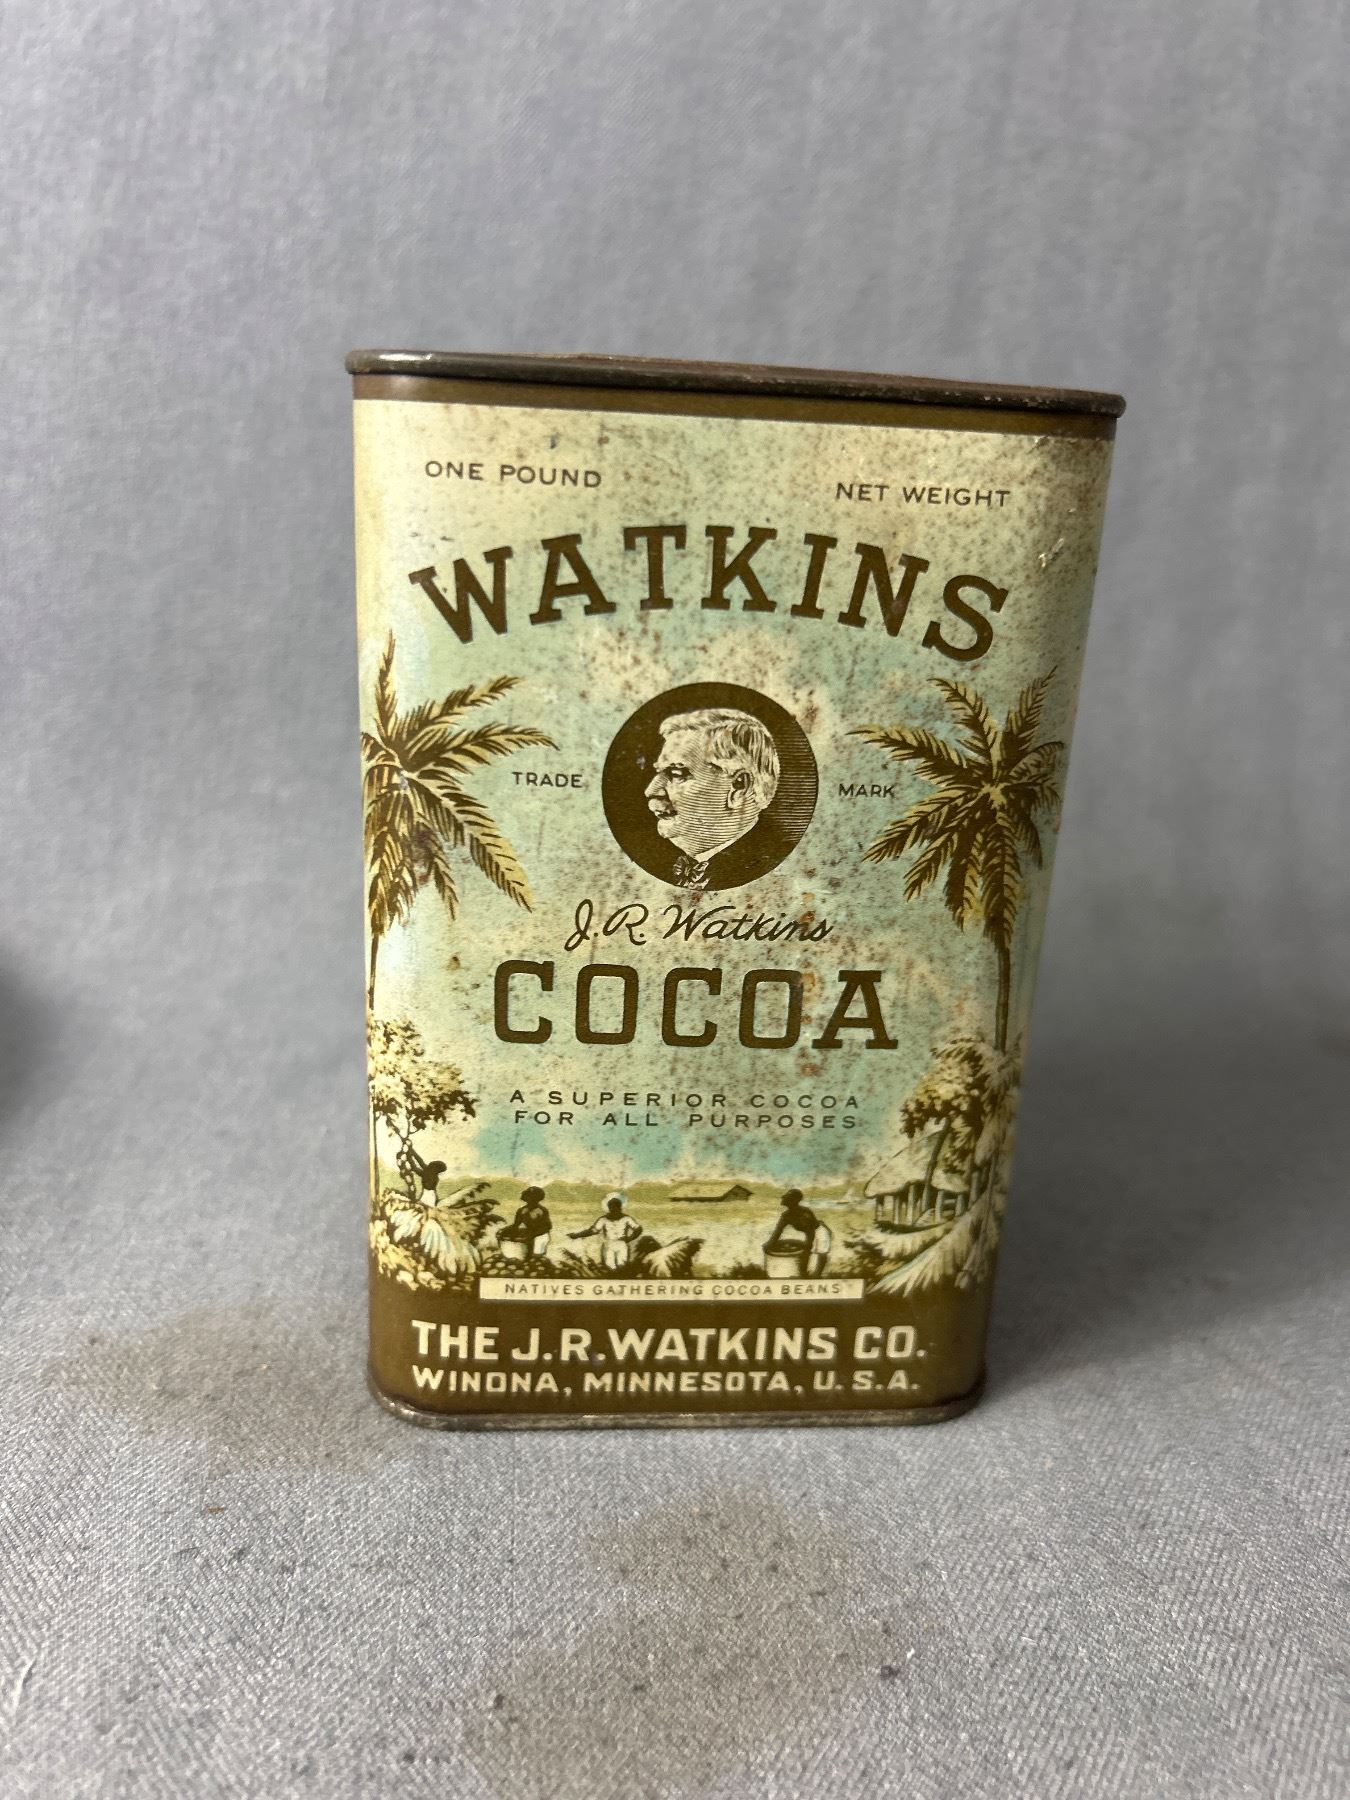 ONE POUND NET WEIGHT
WATKINS
TRADE MARK
J.R. Watkins
COCOA
A SUPERIOR COCOA
FOR ALL PURPOSES
NATIVES GATHERING COCOA BEANS
THE J.R. WATKINS CO.
WINONA, MINNESOTA, U.S.A.